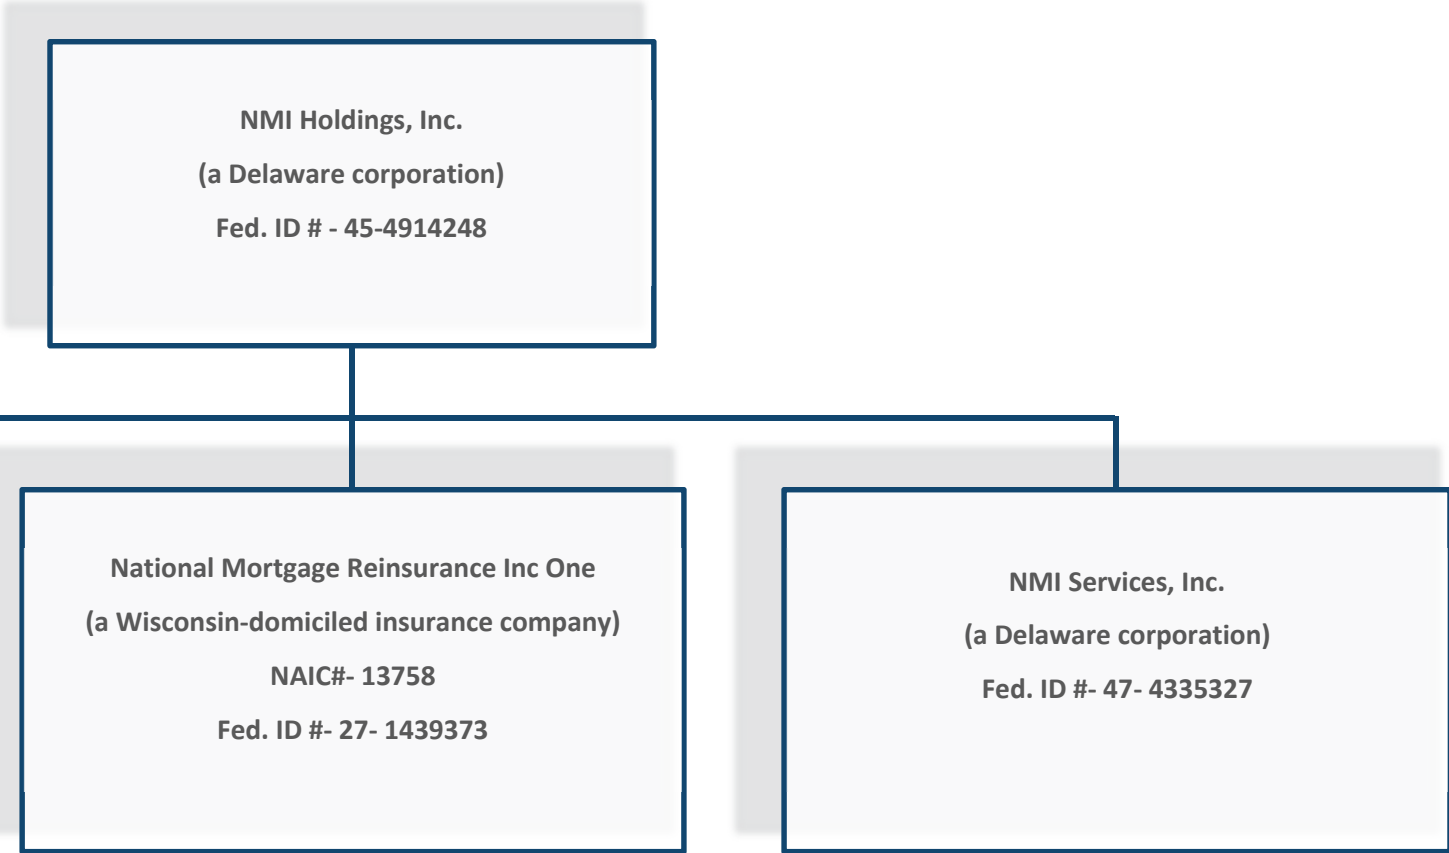 NMI Holdings, Inc.
(a Delaware corporation)
Fed. ID # - 45-4914248
National Mortgage Reinsurance Inc One
(a Wisconsin-domiciled insurance company)
NAIC#- 13758
Fed. ID #- 27- 1439373
NMI Services, Inc.
(a Delaware corporation)
Fed. ID #- 47- 4335327